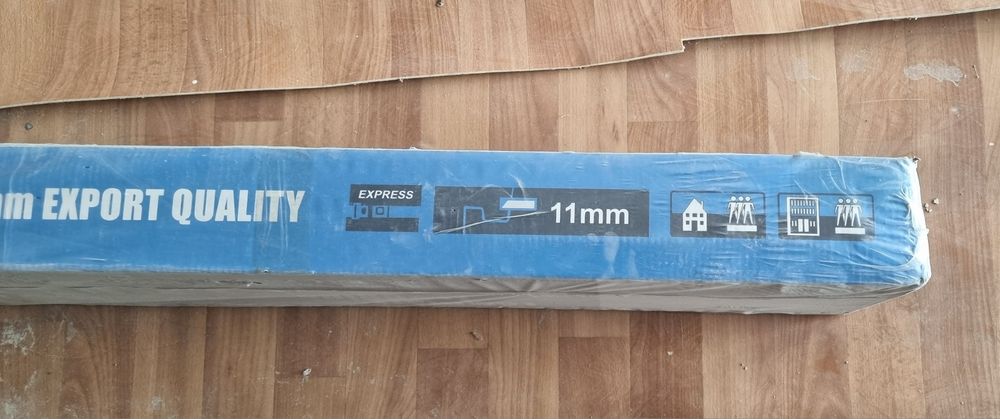 EXPORT QUALITY
EXPRESS
11mm